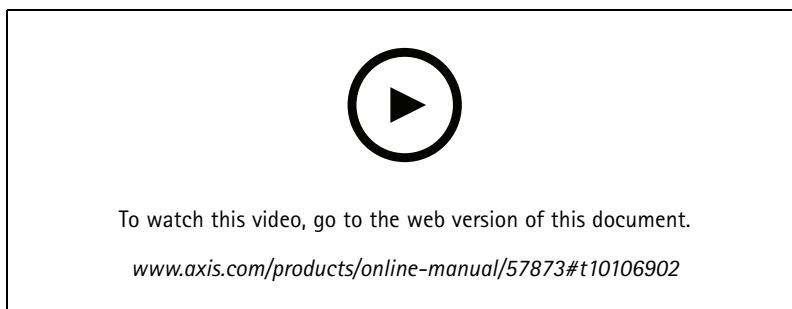 To watch this video, go to the web version of this document.
www.axis.com/products/online-manual/57873#t10106902